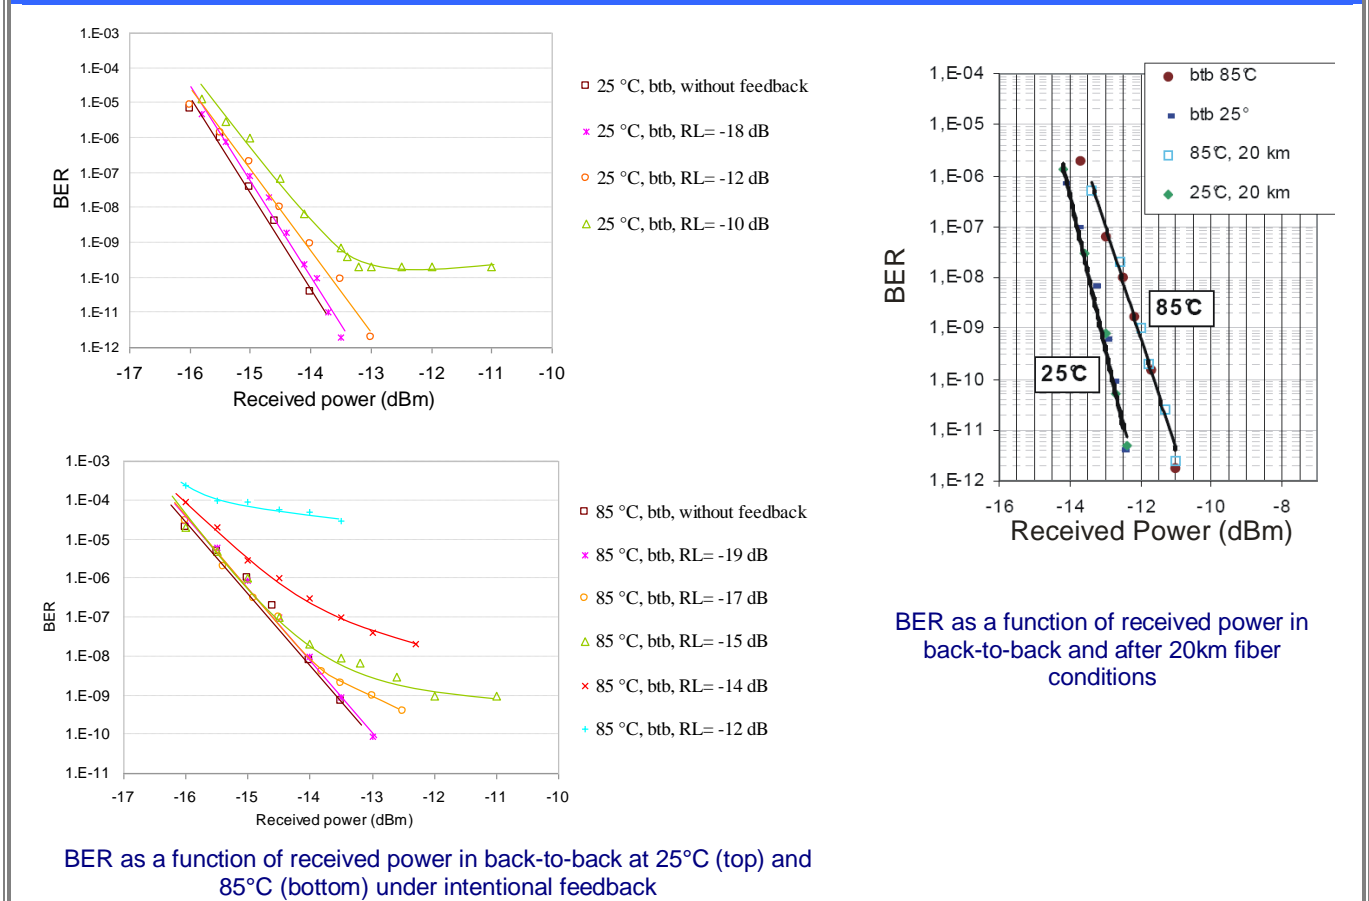 1.E-03
1.E-04
1.E-05
1.E-06
1.E-07
1.E-08
1.E-09
1.E-10
1.E-11
1.E-12
BER
-17 -16 -15 -14 -13 -12 -11 -10
Received power (dBm)
25 °C, btb, without feedback
25 °C, btb, RL= -18 dB
25 °C, btb, RL= -12 dB
25 °C, btb, RL= -10 dB
1.E-03
1.E-04
1.E-05
1.E-06
1.E-07
1.E-08
1.E-09
1.E-10
1.E-11
BER
-17 -16 -15 -14 -13 -12 -11 -10
Received power (dBm)
85 °C, btb, without feedback
85 °C, btb, RL= -19 dB
85 °C, btb, RL= -17 dB
85 °C, btb, RL= -15 dB
85 °C, btb, RL= -14 dB
85 °C, btb, RL= -12 dB
BER as a function of received power in back-to-back at 25°C (top) and
85°C (bottom) under intentional feedback
1,E-04
1,E-05
1,E-06
1,E-07
1,E-08
1,E-09
1,E-10
1,E-11
1,E-12
BER
btb 85°C
btb 25°
85°C, 20 km
25°C, 20 km
85°C
25°C
-16 -14 -12 -10 -8
Received Power (dBm)
BER as a function of received power in
back-to-back and after 20km fiber
conditions